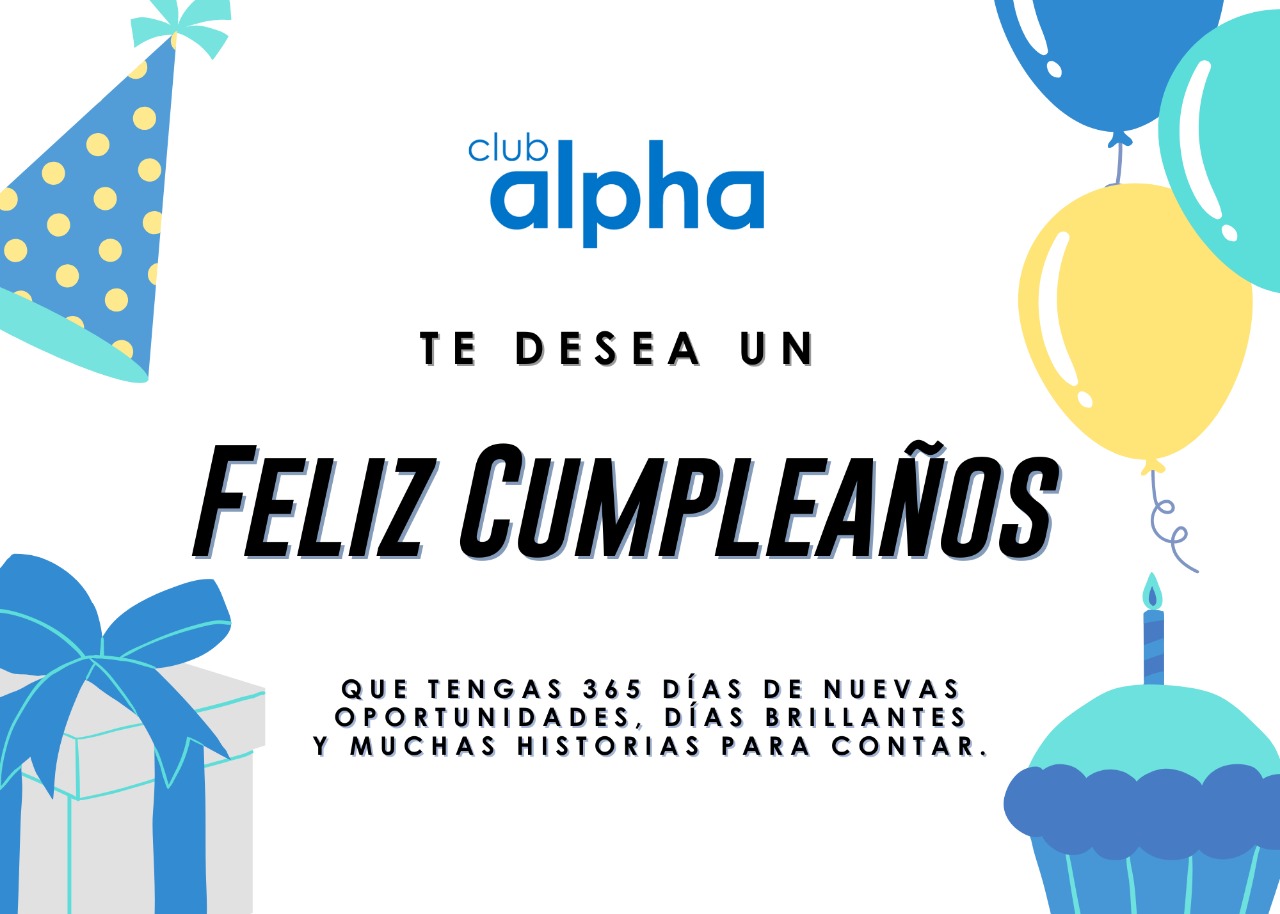 club
alpha
TE DESEA UN
FELIZ CUMPLEAÑOS
QUE TENGAS 365 DÍAS DE NUEVAS
OPORTUNIDADES, DÍAS BRILLANTES
Y MUCHAS HISTORIAS PARA CONTAR.